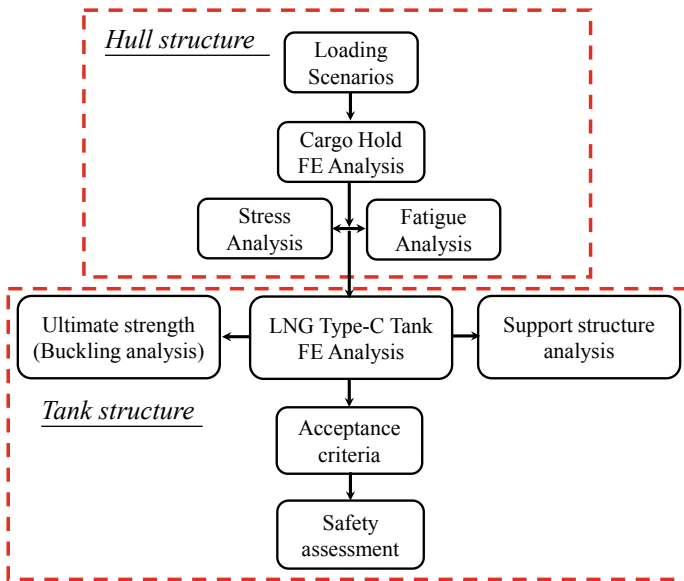 Hull structure
Loading
Scenarios
Cargo Hold
FE Analysis
Stress
Analysis
Fatigue
Analysis
Ultimate strength
(Buckling analysis)
LNG Type-C Tank
FE Analysis
Support structure
analysis
Tank structure
Acceptance
criteria
Safety
assessment